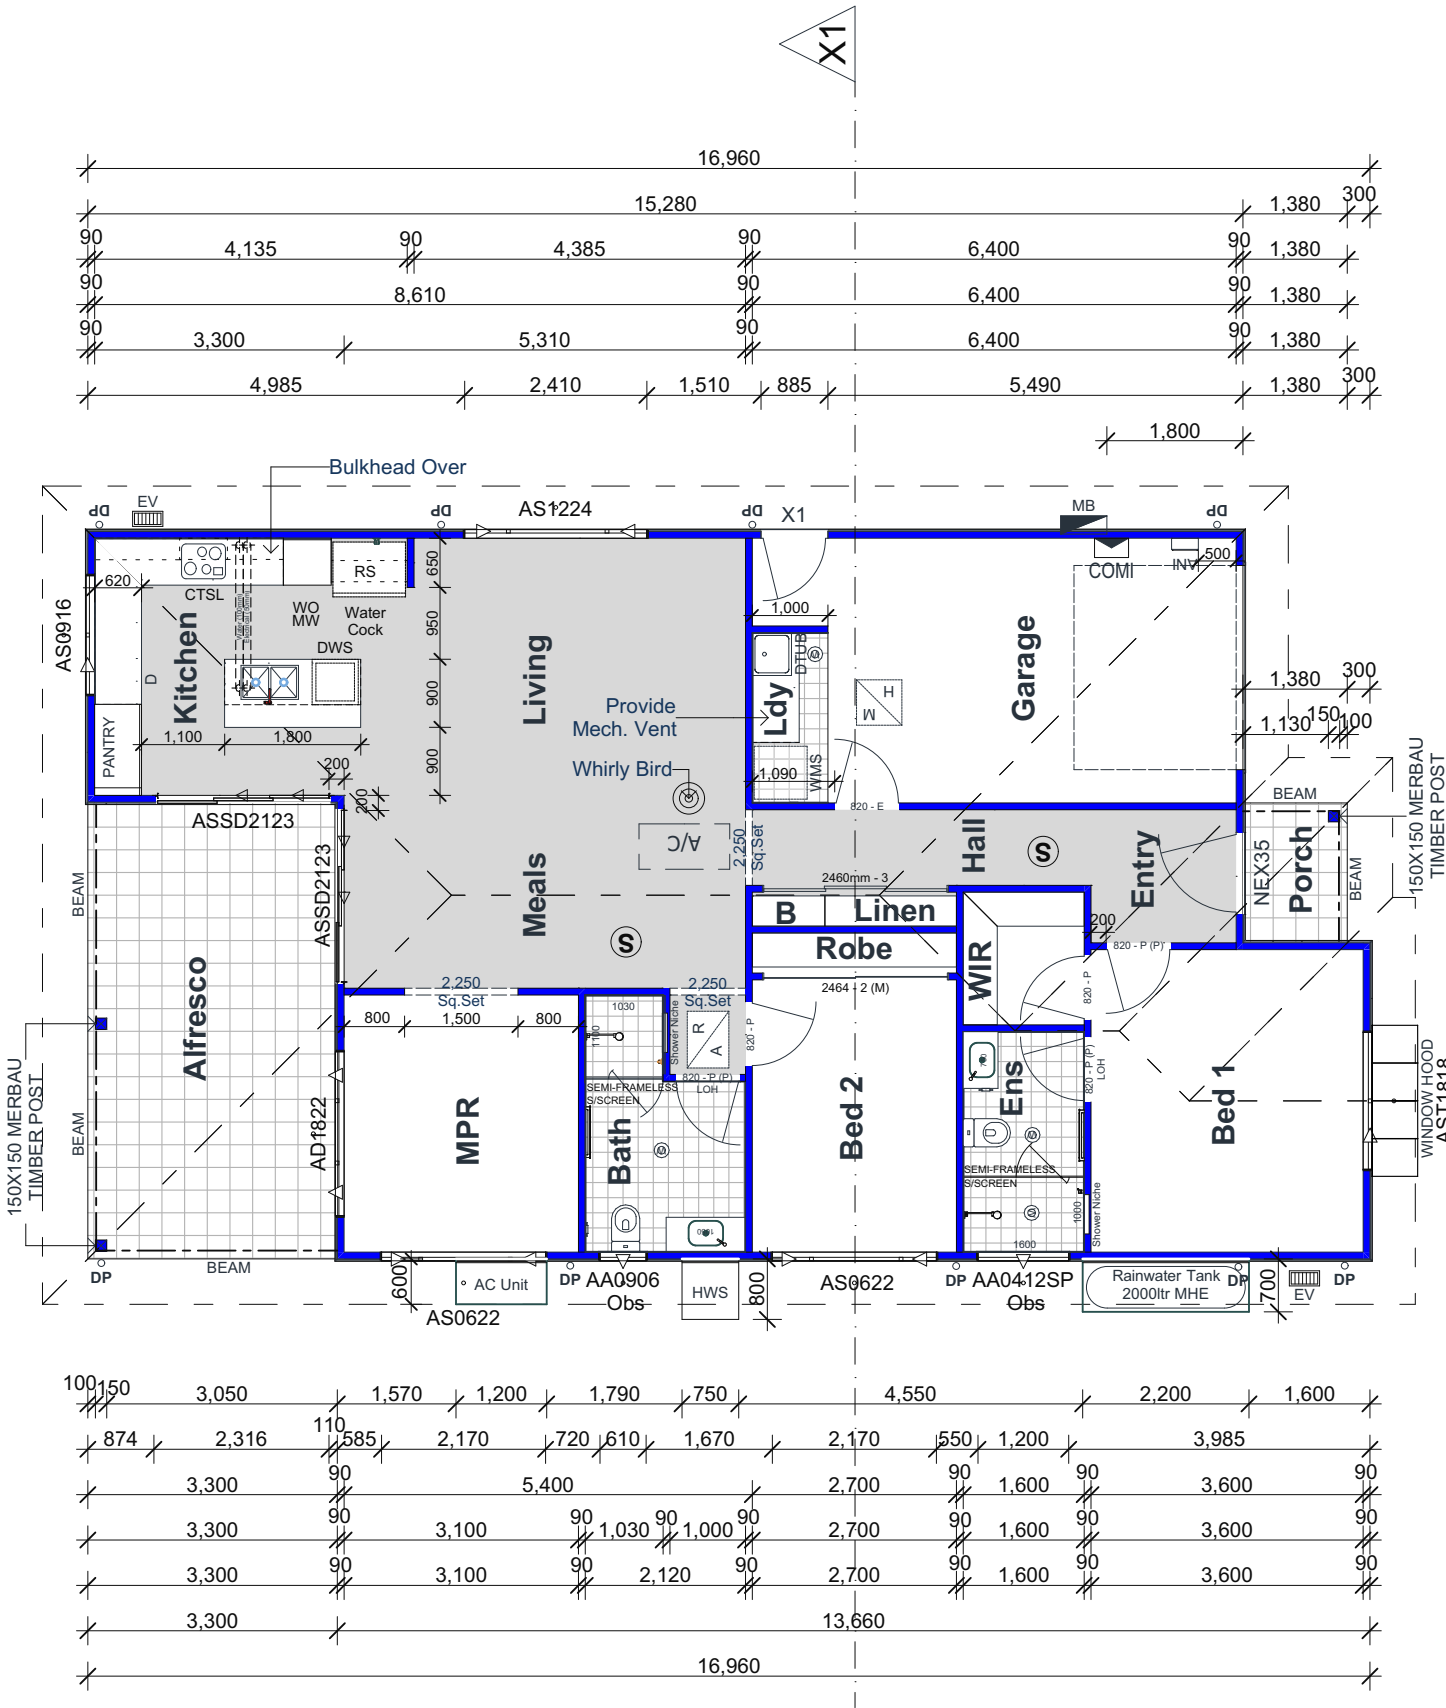 X1
16,960
15,280
1,380
300
90
4,135
90
4,385
90
6,400
90
1,380
90
8,610
90
6,400
90
1,380
90
3,300
5,310
90
6,400
90
1,380
4,985
2,410
1,510
885
5,490
1,380
300
1,800
Bulkhead Over
DP
EV
DP
AS1224
DP
X1
MB
DP
AS0916
620
CTSL
WO
MW
RS
Water
Cock
DWS
D
Kitchen
PANTRY
1,100
1,800
200
650
950
900
900
200
Living
Provide
Mech. Vent
Whirly Bird
A/C
1,000
DTUB
M
Ldy
WMS
1,090
H
M
Garage
COMI
INV
500
1,380
300
1,130
150
100
BEAM
150X150 MERBAU
TIMBER POST
820 - E
ASSD2123
ASSD2123
Meals
S
2,250
Sq.Set
Hall
S
2460mm - 3
B
Linen
Robe
2464 - 2 (M)
Entry
200
820 - P (P)
NEX35
Porch
BEAM
WIR
820 - P
BEAM
Alfresco
BEAM
150X150 MERBAU
TIMBER POST
2,250
Sq.Set
2,250
Sq.Set
800
1,500
800
1030
1100
Shower Niche
R
A
820 - P
820 - P (P)
LOH
SEMI-FRAMELESS
S/SCREEN
AD1822
MPR
Bath
M
Bed 2
Ens
M
820 - P (P)
LOH
SEMI-FRAMELESS
S/SCREEN
M
1000
1600
Shower Niche
Bed 1
WINDOW HOOD
AST1818
DP
BEAM
600
AC Unit
AS0622
DP
AA0906
Obs
HWS
800
AS0622
DP
AA0412SP
Obs
Rainwater Tank
2000ltr MHE
DP
700
EV
DP
100
150
3,050
1,570
1,200
1,790
750
4,550
2,200
1,600
874
2,316
110
585
2,170
720
610
1,670
2,170
550
1,200
3,985
3,300
90
5,400
2,700
90
1,600
90
3,600
90
3,300
90
3,100
90
1,030
90
1,000
90
2,700
90
1,600
90
3,600
90
3,300
90
3,100
90
2,120
90
2,700
90
1,600
90
3,600
90
3,300
13,660
16,960